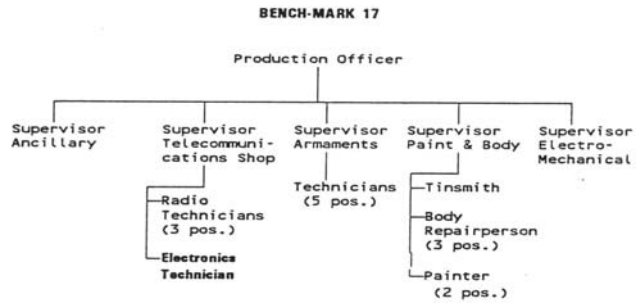 BENCH-MARK 17
Production Officer
Supervisor
Ancillary
Supervisor
Telecommuni-
cations Shop
Supervisor
Armaments
Supervisor
Paint & Body
Supervisor
Electro-
Mechanical
Radio
Technicians
(3 pos.)
Electronics
Technician
Technicians
(5 pos.)
Tinsmith
Body
Repairperson
(3 pos.)
Painter
(2 pos.)